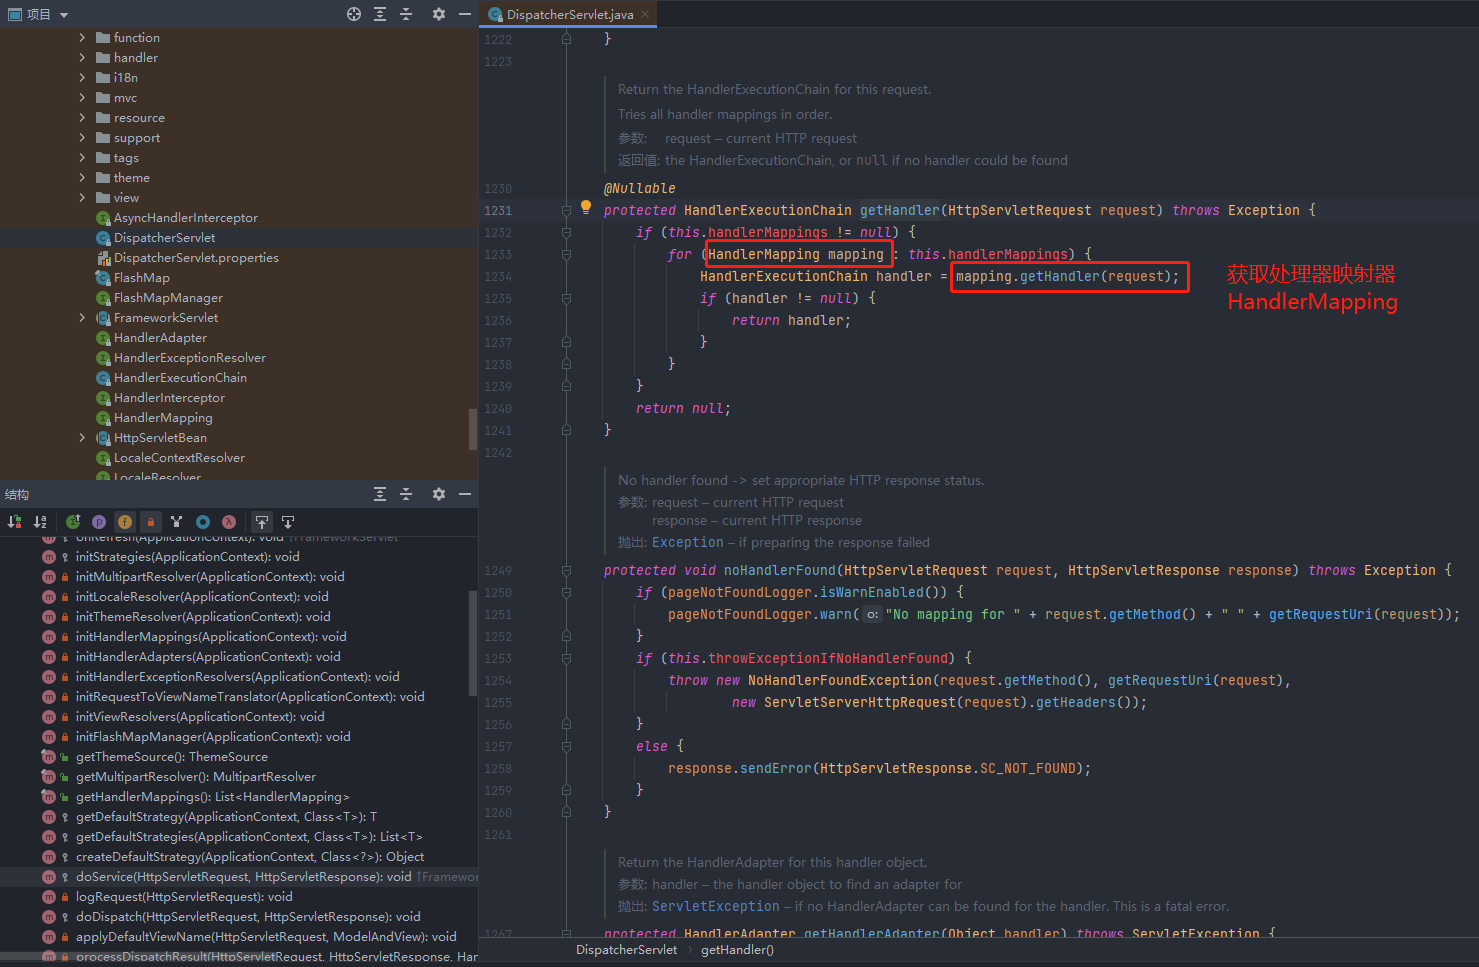 项目
function
handler
i18n
mvc
resource
support
tags
theme
view
AsyncHandlerInterceptor
DispatcherServlet
DispatcherServlet.properties
FlashMap
FlashMapManager
FrameworkServlet
HandlerAdapter
HandlerExceptionResolver
HandlerExecutionChain
HandlerInterceptor
HandlerMapping
HttpServletBean
LocaleContextResolver
LocaleResolver
结构
onRefresh(ApplicationContext): void ↑FrameworkServlet
initStrategies(ApplicationContext): void
initMultipartResolver(ApplicationContext): void
initLocaleResolver(ApplicationContext): void
initThemeResolver(ApplicationContext): void
initHandlerMappings(ApplicationContext): void
initHandlerAdapters(ApplicationContext): void
initHandlerExceptionResolvers(ApplicationContext): void
initRequestToViewNameTranslator(ApplicationContext): void
initViewResolvers(ApplicationContext): void
initFlashMapManager(ApplicationContext): void
getThemeSource(): ThemeSource
getMultipartResolver(): MultipartResolver
getHandlerMappings(): List<HandlerMapping>
getDefaultStrategy(ApplicationContext, Class<T>): T
getDefaultStrategies(ApplicationContext, Class<T>): List<T>
createDefaultStrategy(ApplicationContext, Class<?>): Object
doService(HttpServletRequest, HttpServletResponse): void ↑Framewo
logRequest(HttpServletRequest): void
doDispatch(HttpServletRequest, HttpServletResponse): void
applyDefaultViewName(HttpServletRequest, ModelAndView): void
processDispatchResult(HttpServletRequest, HttpServletResponse, Han
DispatcherServlet.java
1222 }
1223
Return the HandlerExecutionChain for this request.
Tries all handler mappings in order.
参数: request – current HTTP request
返回值: the HandlerExecutionChain, or null if no handler could be found
1230 @Nullable
1231 protected HandlerExecutionChain getHandler(HttpServletRequest request) throws Exception {
1232 if (this.handlerMappings != null) {
1233 for (HandlerMapping mapping : this.handlerMappings) {
1234 HandlerExecutionChain handler = mapping.getHandler(request);
1235 if (handler != null) {
1236 return handler;
1237 }
1238 }
1239 }
1240 return null;
1241 }
1242
获取处理器映射器
HandlerMapping
No handler found -> set appropriate HTTP response status.
参数: request – current HTTP request
response – current HTTP response
抛出: Exception – if preparing the response failed
1249 protected void noHandlerFound(HttpServletRequest request, HttpServletResponse response) throws Exception {
1250 if (pageNotFoundLogger.isWarnEnabled()) {
1251 pageNotFoundLogger.warn( o: "No mapping for " + request.getMethod() + " " + getRequestUri(request));
1252 }
1253 if (this.throwExceptionIfNoHandlerFound) {
1254 throw new NoHandlerFoundException(request.getMethod(), getRequestUri(request),
1255 new ServletServerHttpRequest(request).getHeaders());
1256 }
1257 else {
1258 response.sendError(HttpServletResponse.SC_NOT_FOUND);
1259 }
1260 }
1261
Return the HandlerAdapter for this handler object.
参数: handler – the handler object to find an adapter for
抛出: ServletException – if no HandlerAdapter can be found for the handler. This is a fatal error.
1267 protected HandlerAdapter getHandlerAdapter(Object handler) throws ServletException {
DispatcherServlet › getHandler()